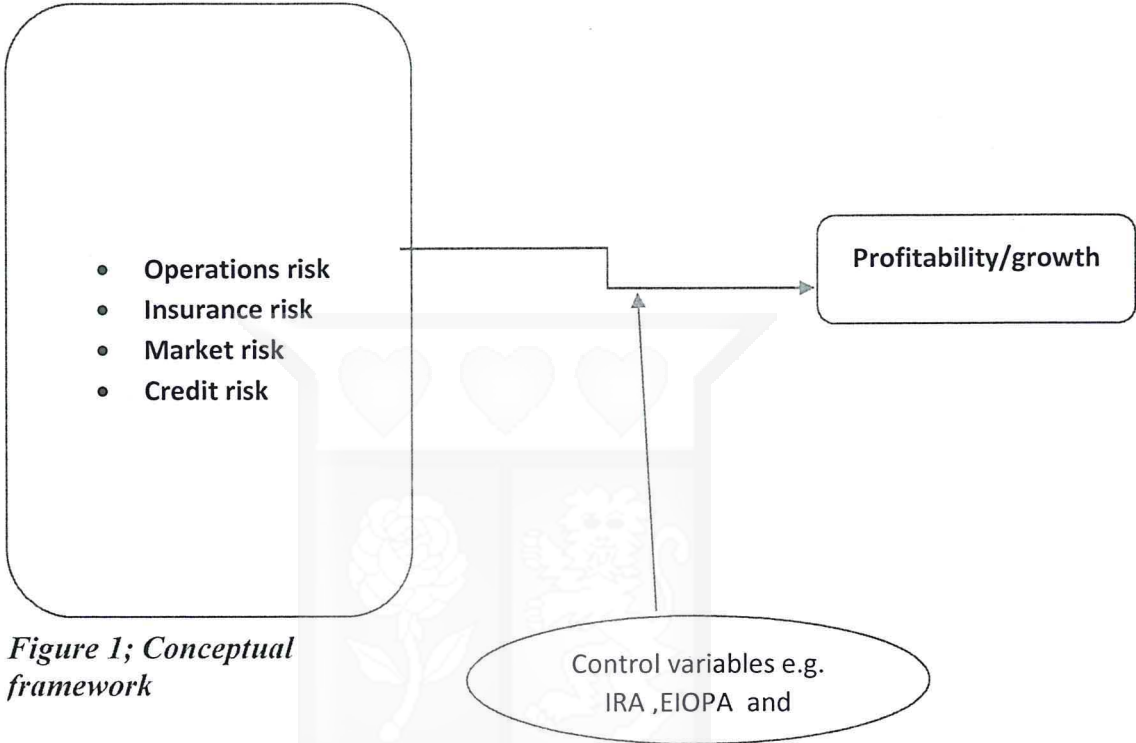 • Operations risk
• Insurance risk
• Market risk
• Credit risk
Profitability/growth
Figure 1; Conceptual
framework
Control variables e.g.
IRA ,EIOPA and